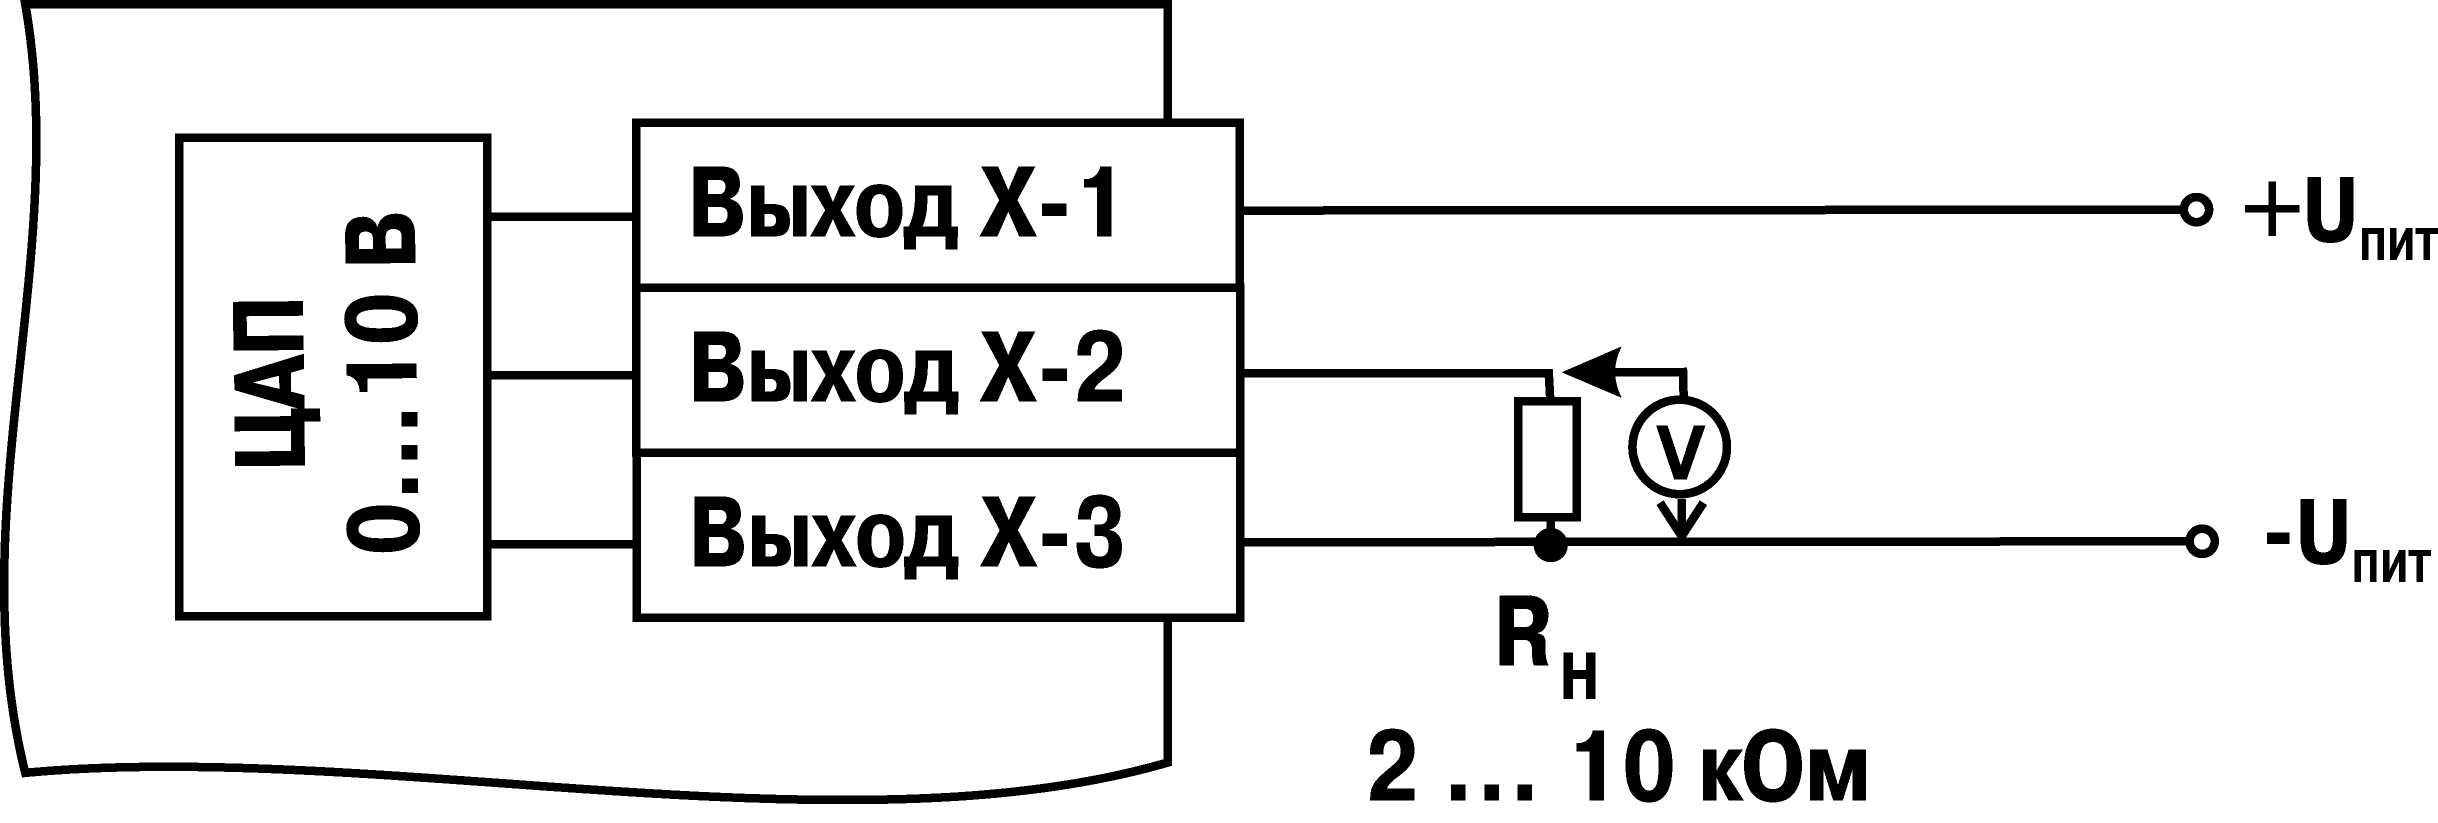 ЦАП
0...10 В
Выход Х-1
Выход Х-2
Выход Х-3
+Uпит
V
-Uпит
Rн
2 ... 10 кОм